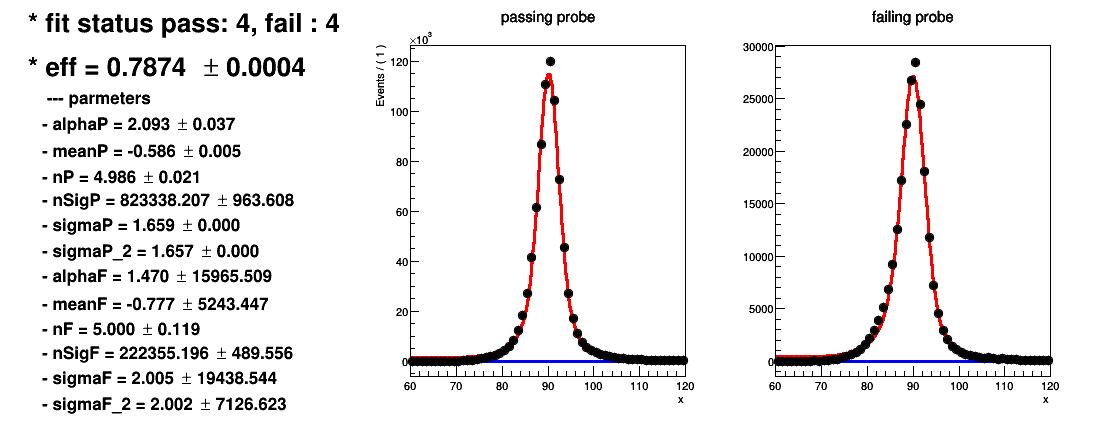 * fit status pass: 4, fail : 4
* eff = 0.7874 ± 0.0004
--- parmeters
- alphaP = 2.093 ± 0.037
- meanP = -0.586 ± 0.005
- nP = 4.986 ± 0.021
- nSigP = 823338.207 ± 963.608
- sigmaP = 1.659 ± 0.000
- sigmaP_2 = 1.657 ± 0.000
- alphaF = 1.470 ± 15965.509
- meanF = -0.777 ± 5243.447
- nF = 5.000 ± 0.119
- nSigF = 222355.196 ± 489.556
- sigmaF = 2.005 ± 19438.544
- sigmaF_2 = 2.002 ± 7126.623
passing probe
×10³
Events / ( 1 )
120
100
80
60
40
20
0
60 70 80 90 100 110 120
x
failing probe
30000
25000
20000
15000
10000
5000
0
60 70 80 90 100 110 120
x